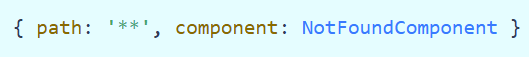 { path: '**', component: NotFoundComponent }